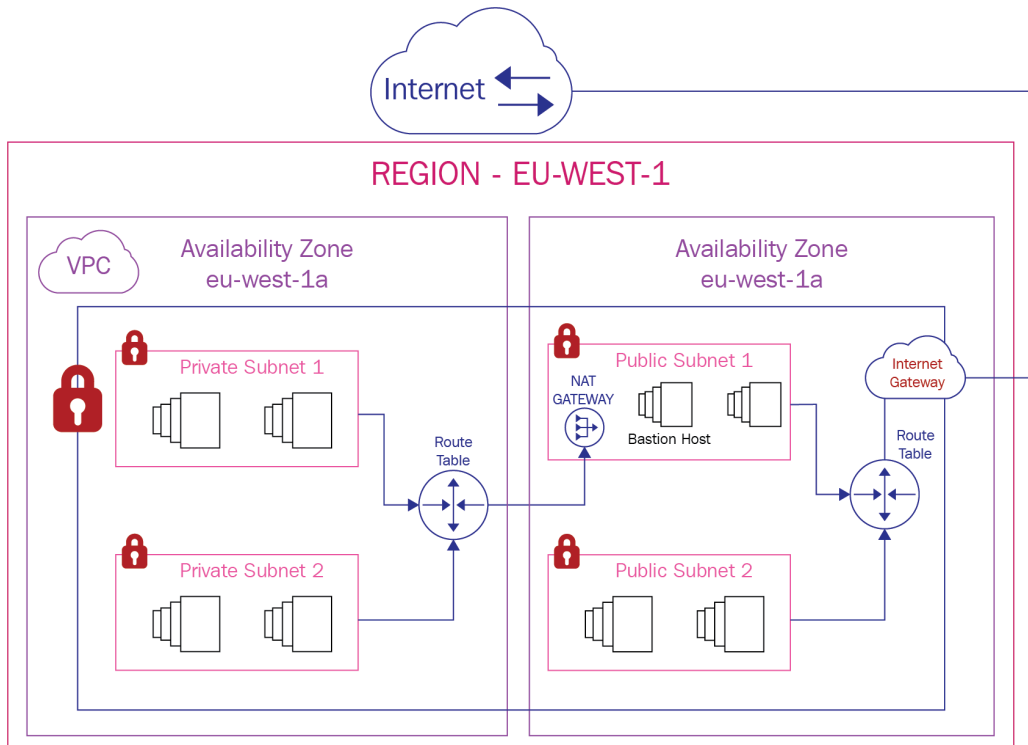 Internet
REGION - EU-WEST-1
VPC
Availability Zone
eu-west-1a
Availability Zone
eu-west-1a
Private Subnet 1
Route
Table
Private Subnet 2
Public Subnet 1
NAT
GATEWAY
Bastion Host
Internet
Gateway
Route
Table
Public Subnet 2